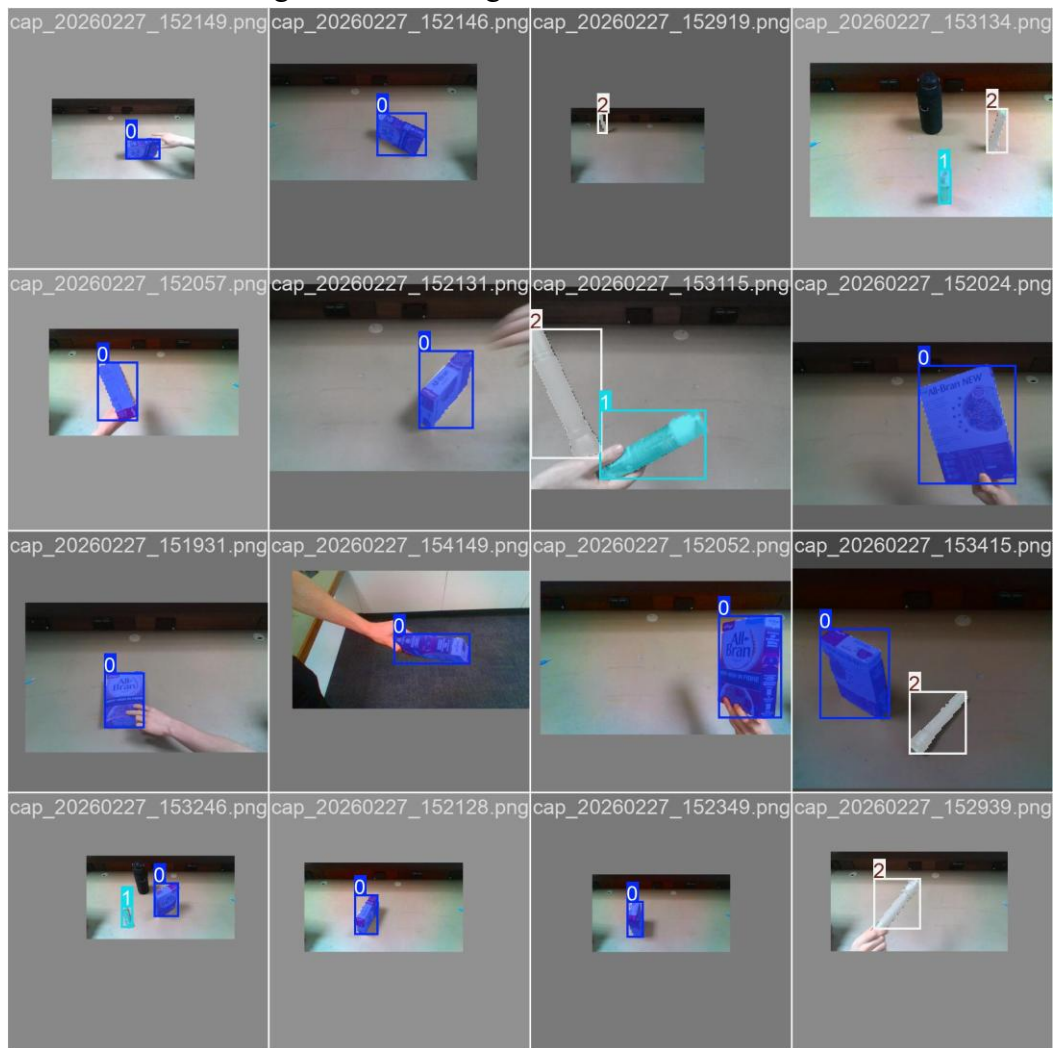 cap_20260227_152149.png
cap_20260227_152146.png
cap_20260227_152919.png
cap_20260227_153134.png
0
0
2
2
1
cap_20260227_152057.png
cap_20260227_152131.png
cap_20260227_153115.png
cap_20260227_152024.png
0
0
2
1
0
All-Bran NEW
cap_20260227_151931.png
cap_20260227_154149.png
cap_20260227_152052.png
cap_20260227_153415.png
0
All-
Bran
0
0
All-
Bran
0
2
cap_20260227_153246.png
cap_20260227_152128.png
cap_20260227_152349.png
cap_20260227_152939.png
1
0
0
0
2